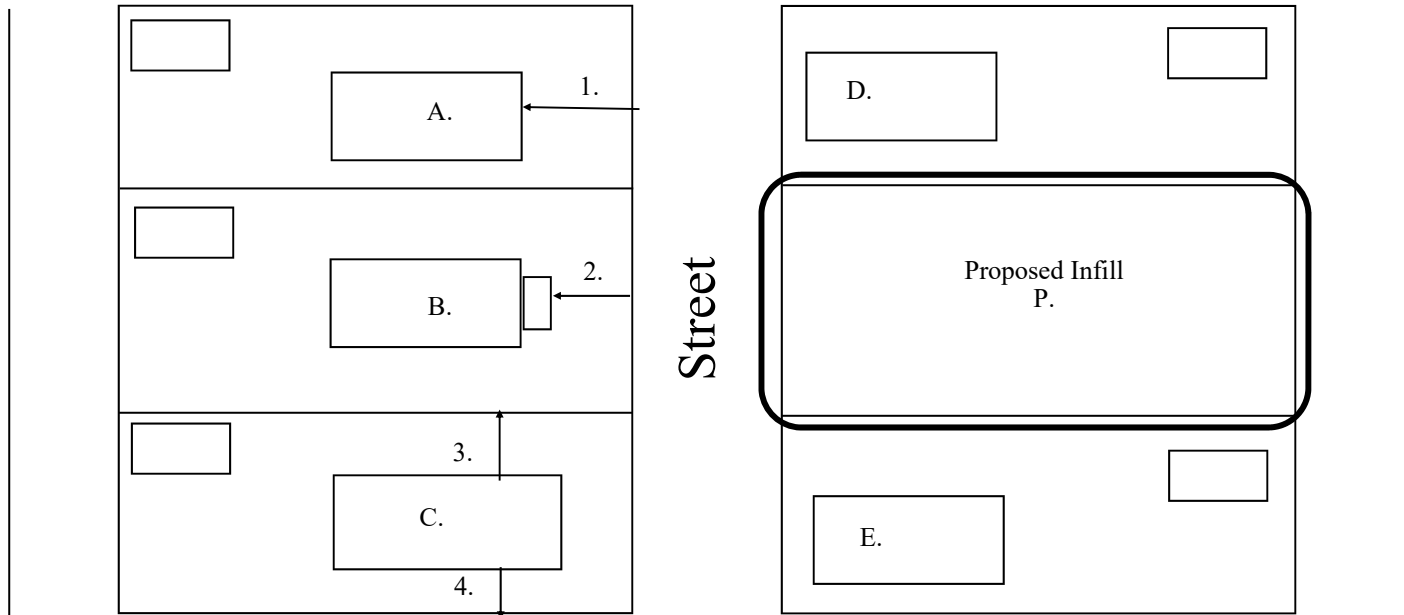 1.
A.
2.
B.
3.
C.
4.
Street
D.
Proposed Infill
P.
E.